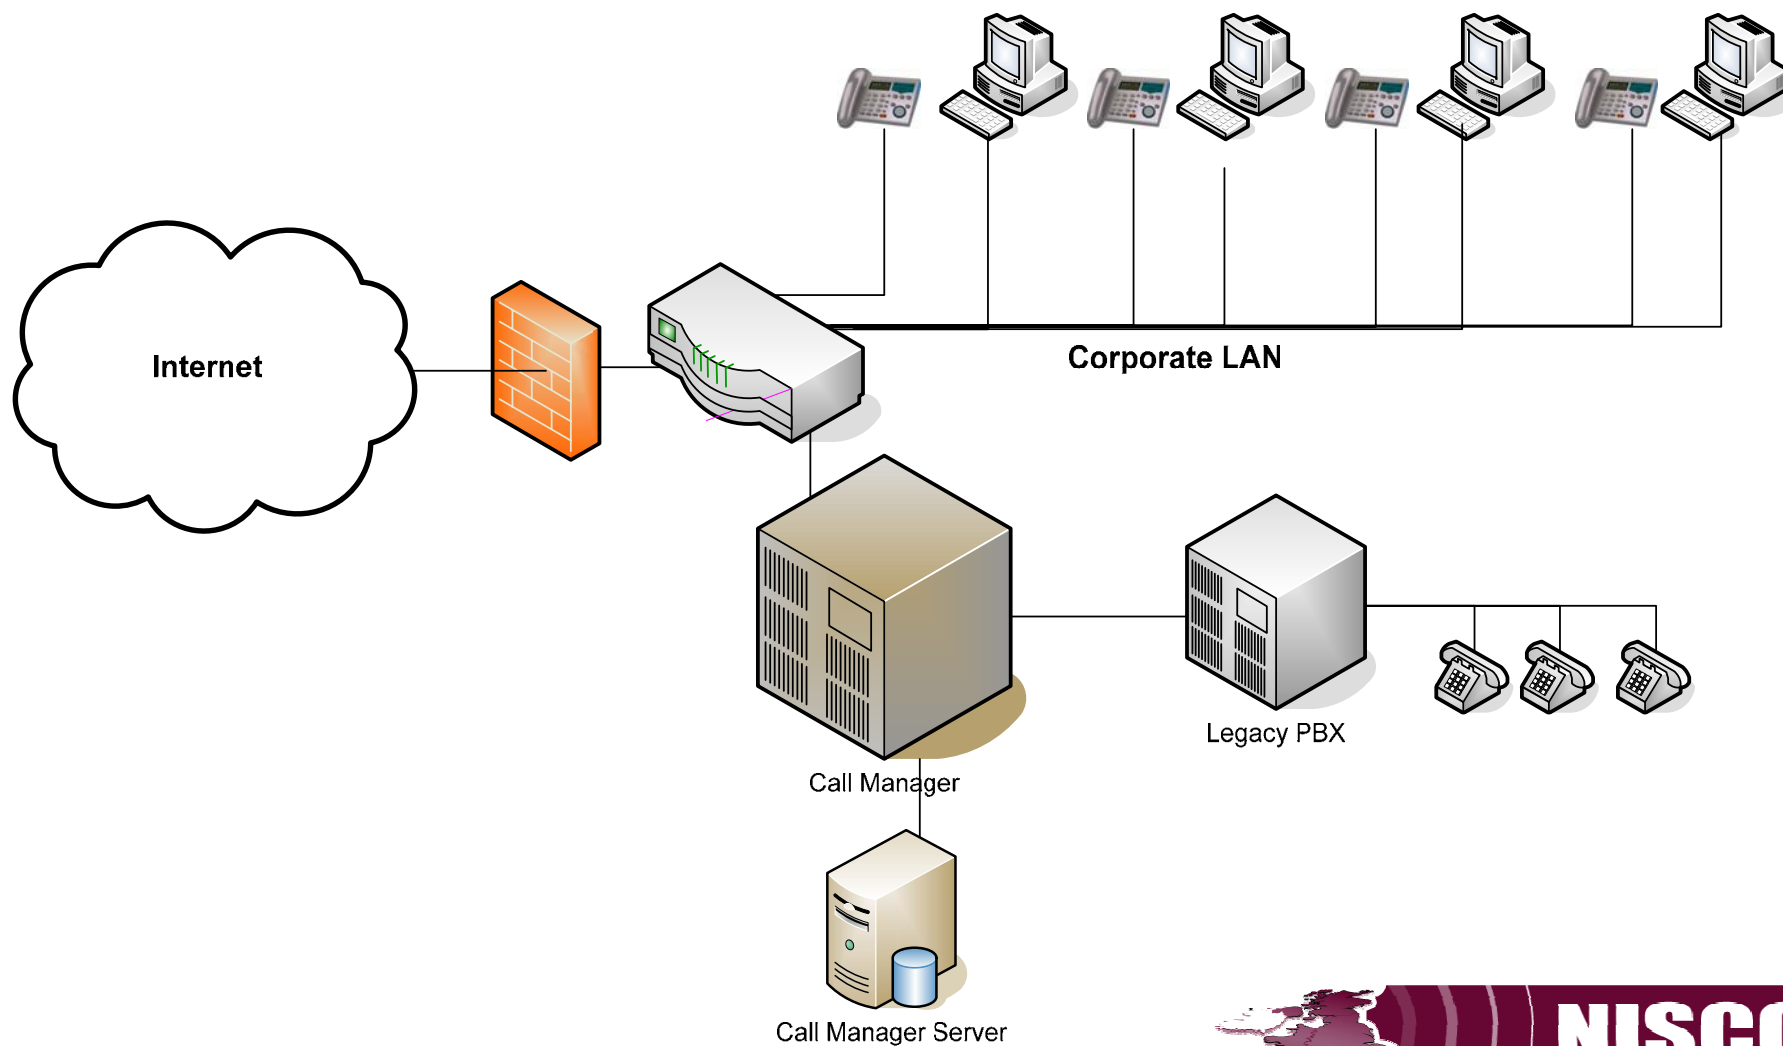 Internet
Corporate LAN
Legacy PBX
Call Manager
Call Manager Server